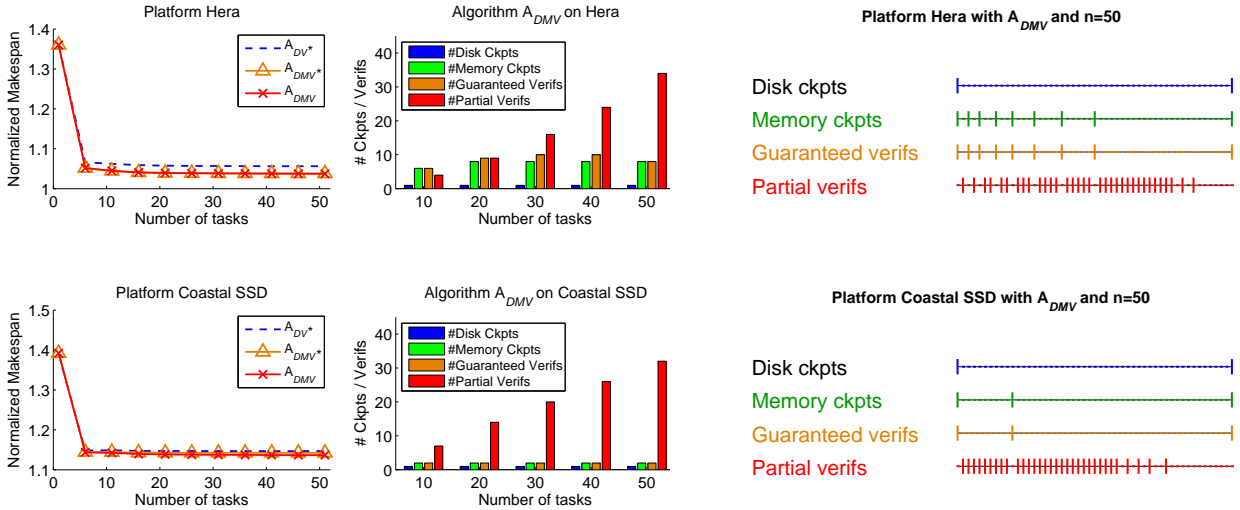 Platform Hera
Normalized Makespan
1.4
1.3
1.2
1.1
1
0
10
20
30
40
50
Number of tasks
A_DV*
A_DMV*
A_DMV
Algorithm A_DMV on Hera
# Ckpts / Verifs
40
20
0
10
20
30
40
50
Number of tasks
#Disk Ckpts
#Memory Ckpts
#Guaranteed Verifs
#Partial Verifs
Platform Hera with A_DMV and n=50
Disk ckpts
Memory ckpts
Guaranteed verifs
Partial verifs
Platform Coastal SSD
Normalized Makespan
1.5
1.4
1.3
1.2
1.1
0
10
20
30
40
50
Number of tasks
A_DV*
A_DMV*
A_DMV
Algorithm A_DMV on Coastal SSD
# Ckpts / Verifs
40
20
0
10
20
30
40
50
Number of tasks
#Disk Ckpts
#Memory Ckpts
#Guaranteed Verifs
#Partial Verifs
Platform Coastal SSD with A_DMV and n=50
Disk ckpts
Memory ckpts
Guaranteed verifs
Partial verifs